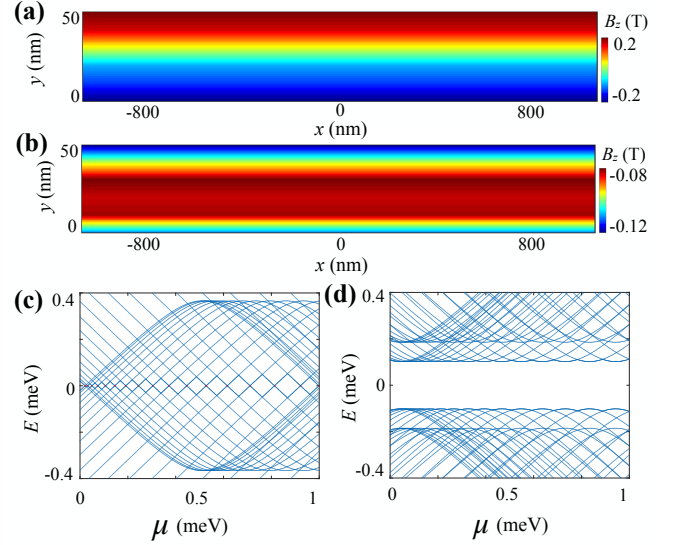 (a)
50
0
y (nm)
-800
0
800
x (nm)
B_z (T)
0.2
-0.2
(b)
50
0
y (nm)
-800
0
800
x (nm)
B_z (T)
-0.08
-0.12
(c)
0.4
0
-0.4
E (meV)
0
0.5
1
μ (meV)
(d)
0.4
0
-0.4
E (meV)
0
0.5
1
μ (meV)